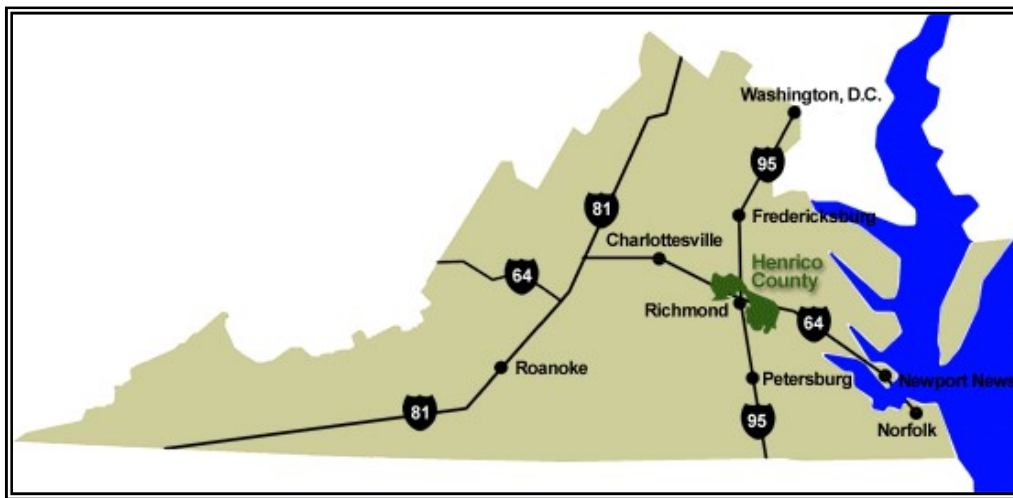 Washington, D.C.
95
81
Fredericksburg
Charlottesville
Henrico
County
64
Richmond
64
Roanoke
Petersburg
Newport News
81
95
Norfolk